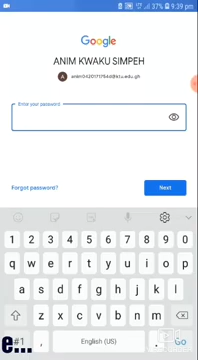 37% 9:39 pm
Google
ANIM KWAKU SIMPEH
Enter your password
Forgot password?
Next
1 2 3 4 5 6 7 8 9 0
q w e r t y u i o p
a s d f g h j k l
z x c v b n m
e...
!#1 , English (US) . Go